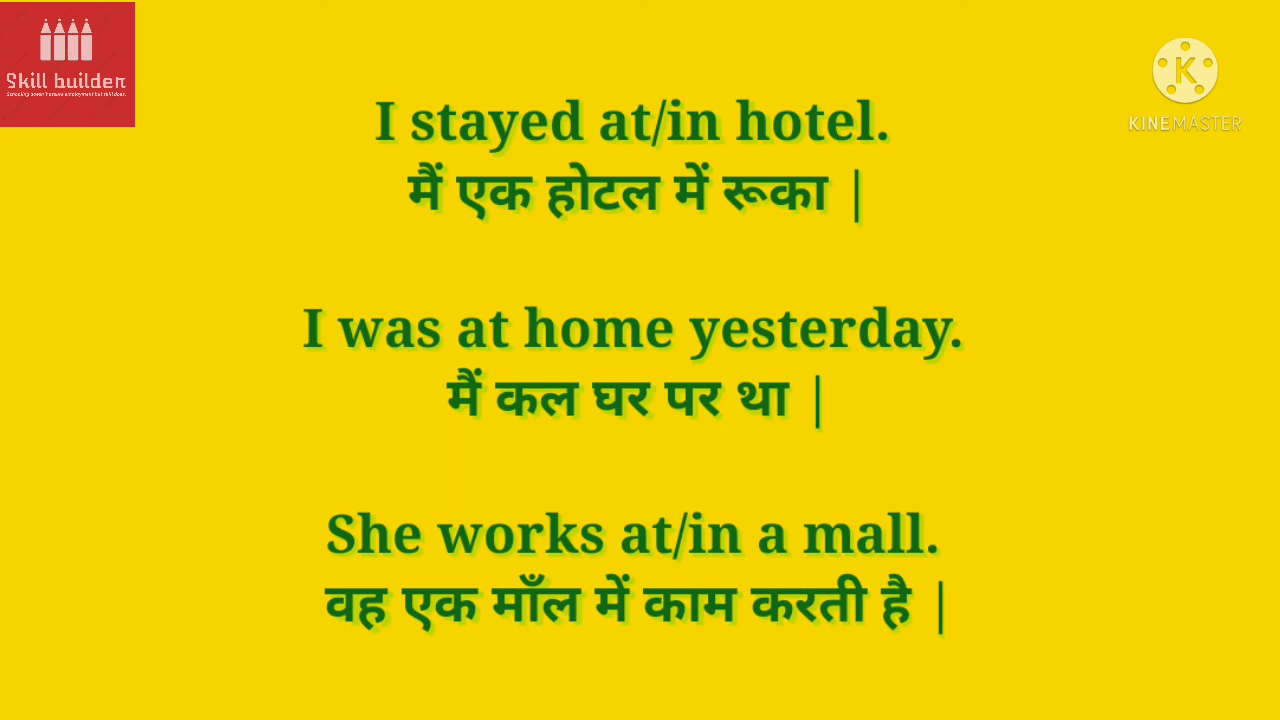 Skill builder
I stayed at/in hotel.
मैं एक होटल में रूका |
I was at home yesterday.
मैं कल घर पर था |
She works at/in a mall.
वह एक माँल में काम करती है |
K
KINEMASTER